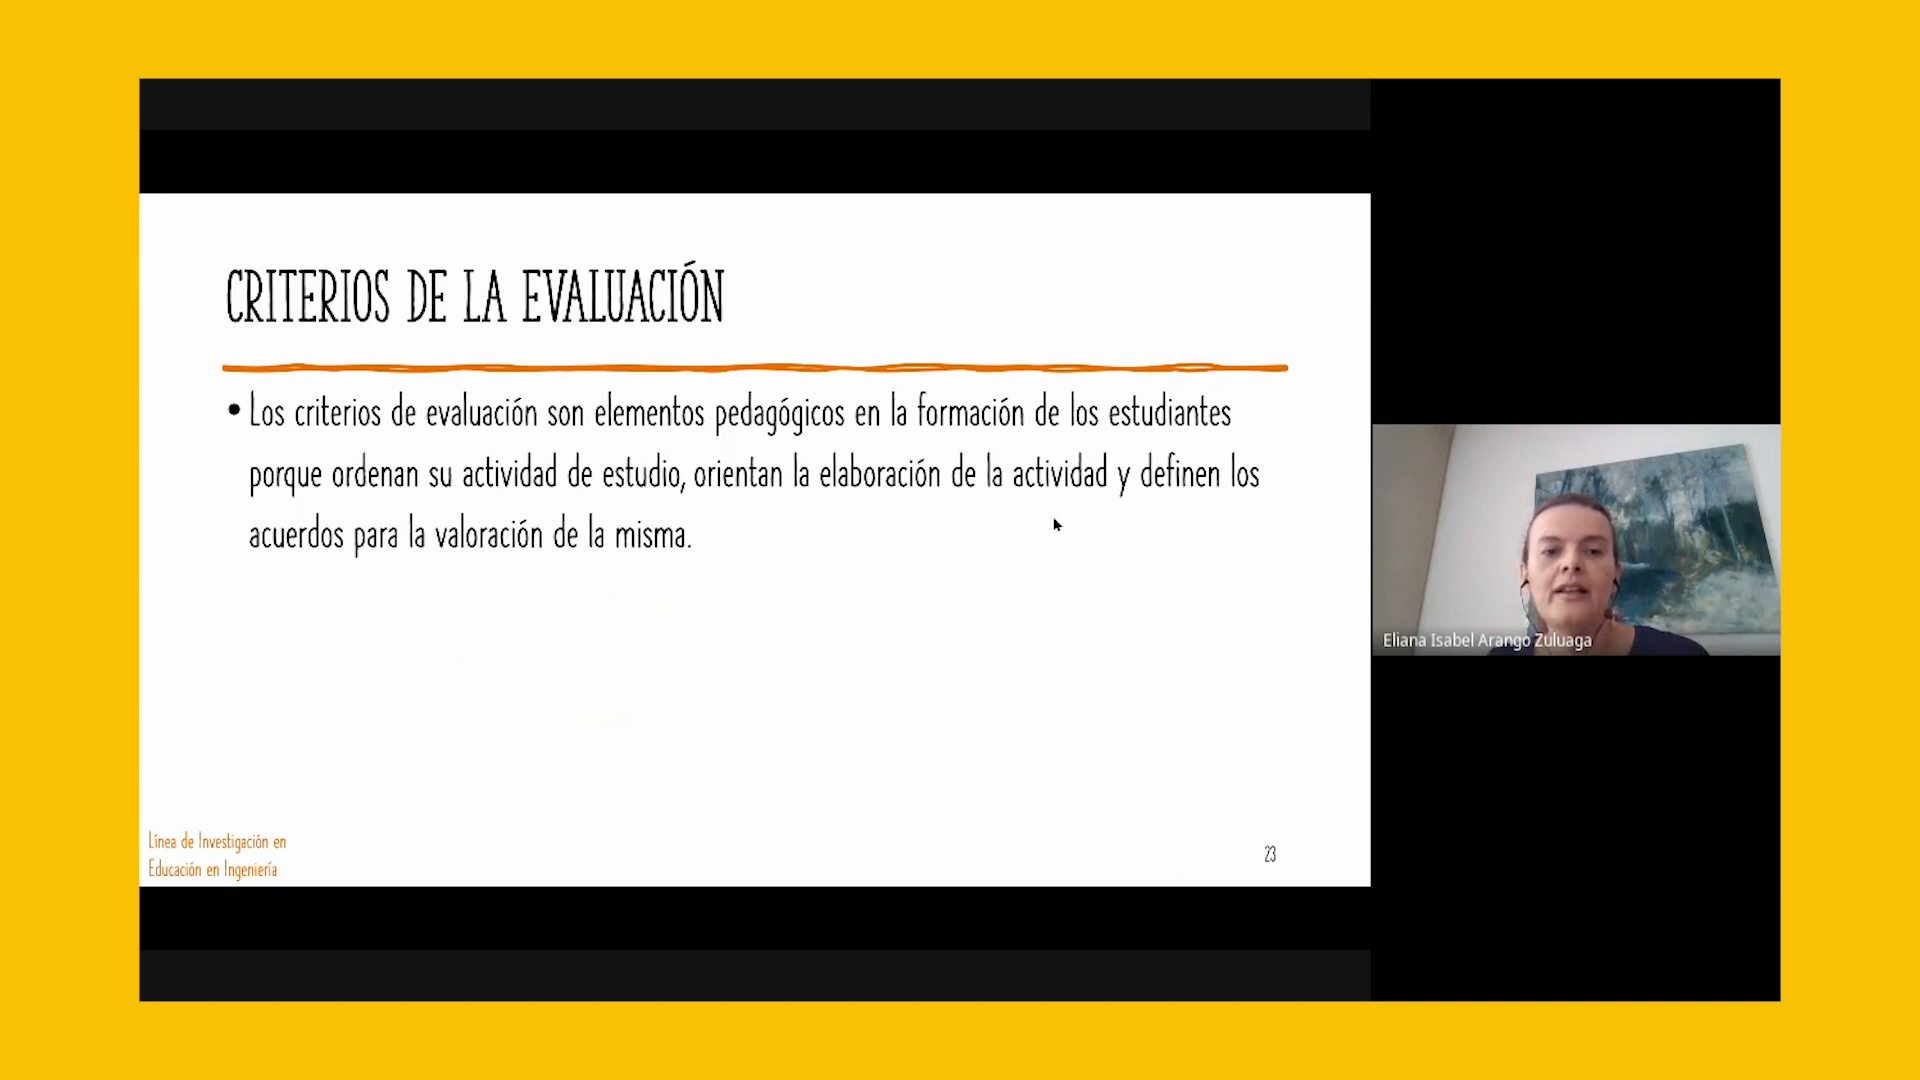 CRITERIOS DE LA EVALUACIÓN
• Los criterios de evaluación son elementos pedagógicos en la formación de los estudiantes
porque ordenan su actividad de estudio, orientan la elaboración de la actividad y definen los
acuerdos para la valoración de la misma.
Eliana Isabel Arango Zuluaga
Línea de Investigación en
Educación en Ingeniería
23